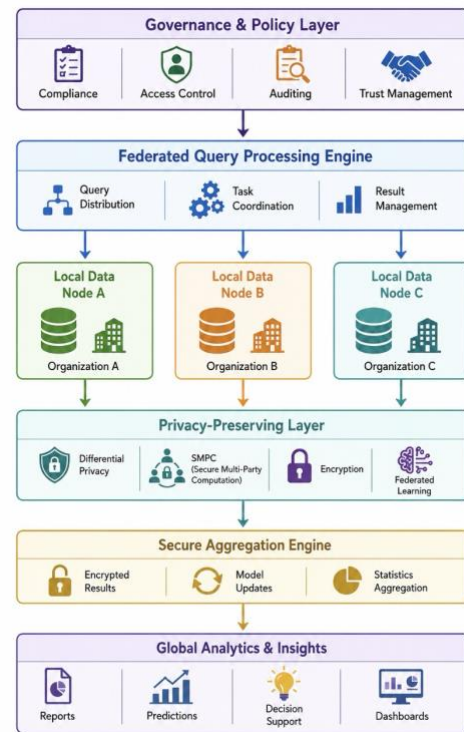 Governance & Policy Layer
Compliance
Access Control
Auditing
Trust Management
Federated Query Processing Engine
Query
Distribution
Task
Coordination
Result
Management
Local Data
Node A
Organization A
Local Data
Node B
Organization B
Local Data
Node C
Organization C
Privacy-Preserving Layer
Differential
Privacy
SMPC
(Secure Multi-Party
Computation)
Encryption
Federated
Learning
Secure Aggregation Engine
Encrypted
Results
Model
Updates
Statistics
Aggregation
Global Analytics & Insights
Reports
Predictions
Decision
Support
Dashboards